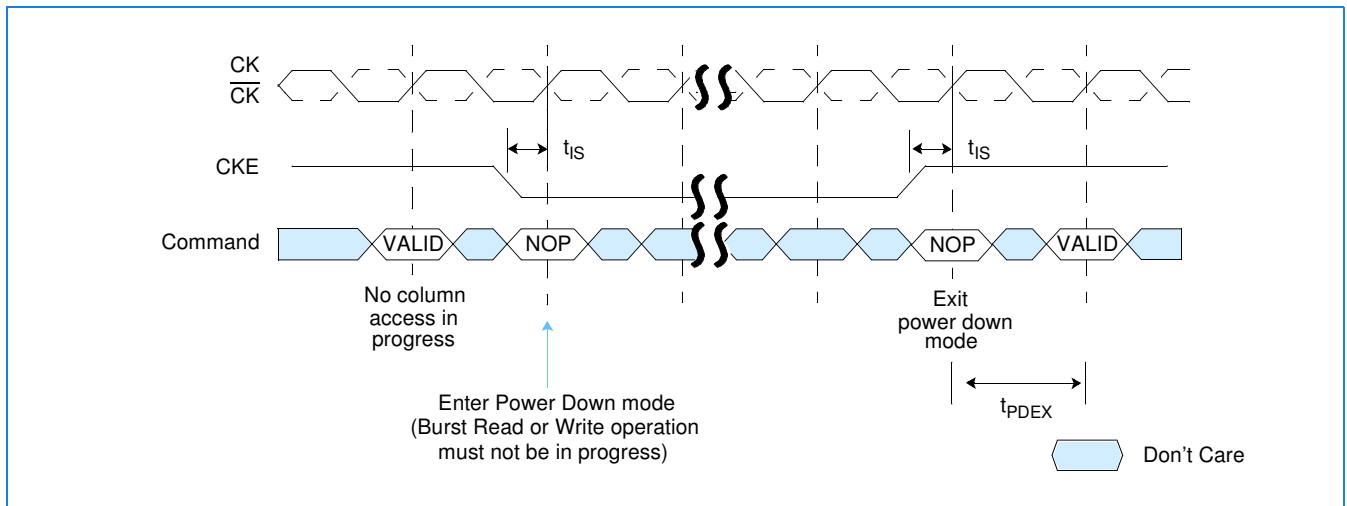 CK
CK
tIS
tIS
CKE
Command
VALID
NOP
NOP
VALID
No column
access in
progress
Exit
power down
mode
tPDEX
Enter Power Down mode
(Burst Read or Write operation
must not be in progress)
Don't Care